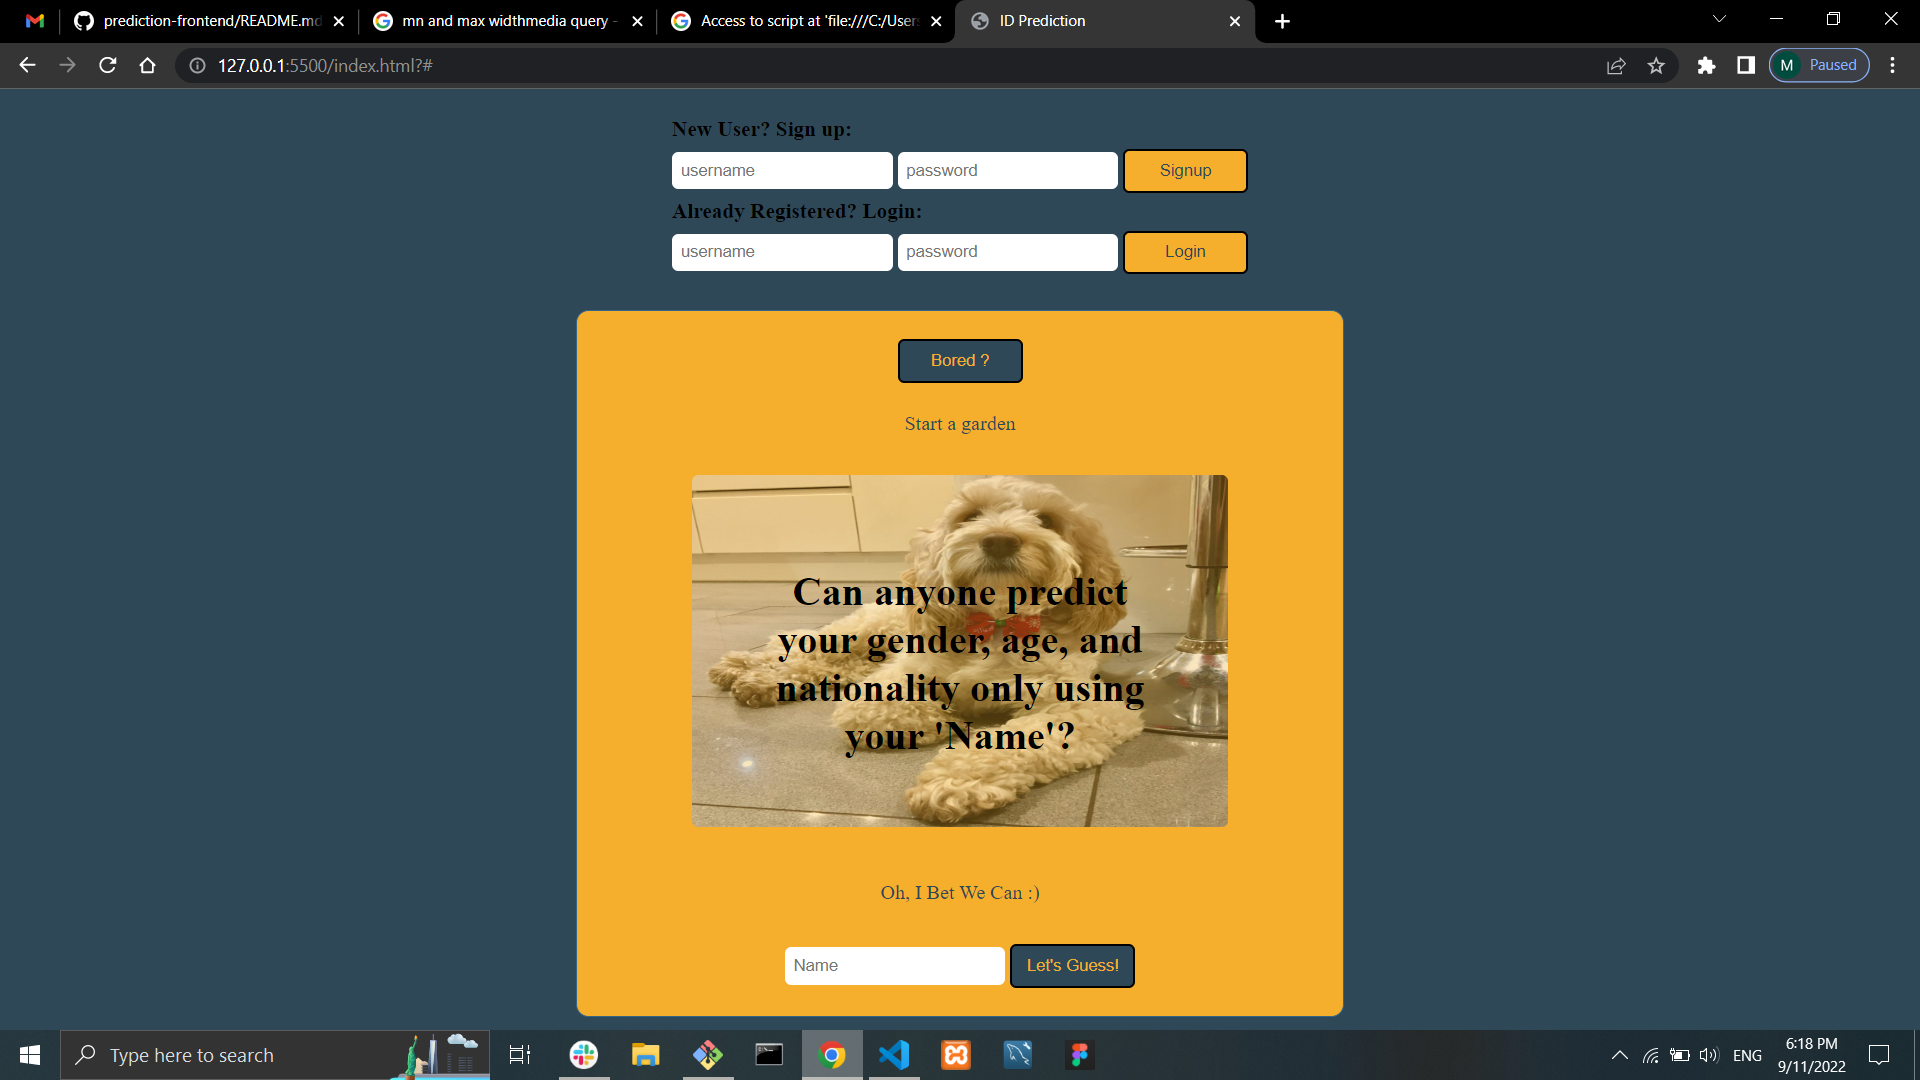 prediction-frontend/README.md
mn and max widthmedia query -
Access to script at 'file:///C:/Users
ID Prediction
127.0.0.1:5500/index.html?#
M Paused
New User? Sign up:
username password Signup
Already Registered? Login:
username password Login
Bored ?
Start a garden
Can anyone predict
your gender, age, and
nationality only using
your 'Name'?
Oh, I Bet We Can :)
Name Let's Guess!
Type here to search
ENG
6:18 PM
9/11/2022